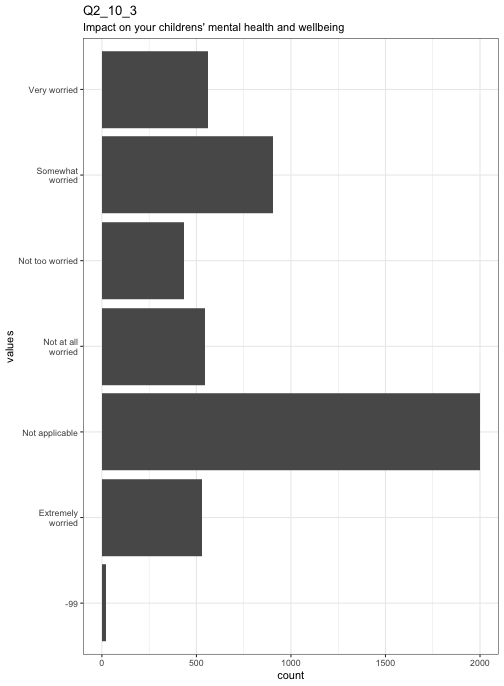 Q2_10_3
Impact on your childrens' mental health and wellbeing
Very worried
Somewhat
worried
Not too worried
Not at all
worried
values
Not applicable
Extremely
worried
-99
0
500
1000
1500
2000
count